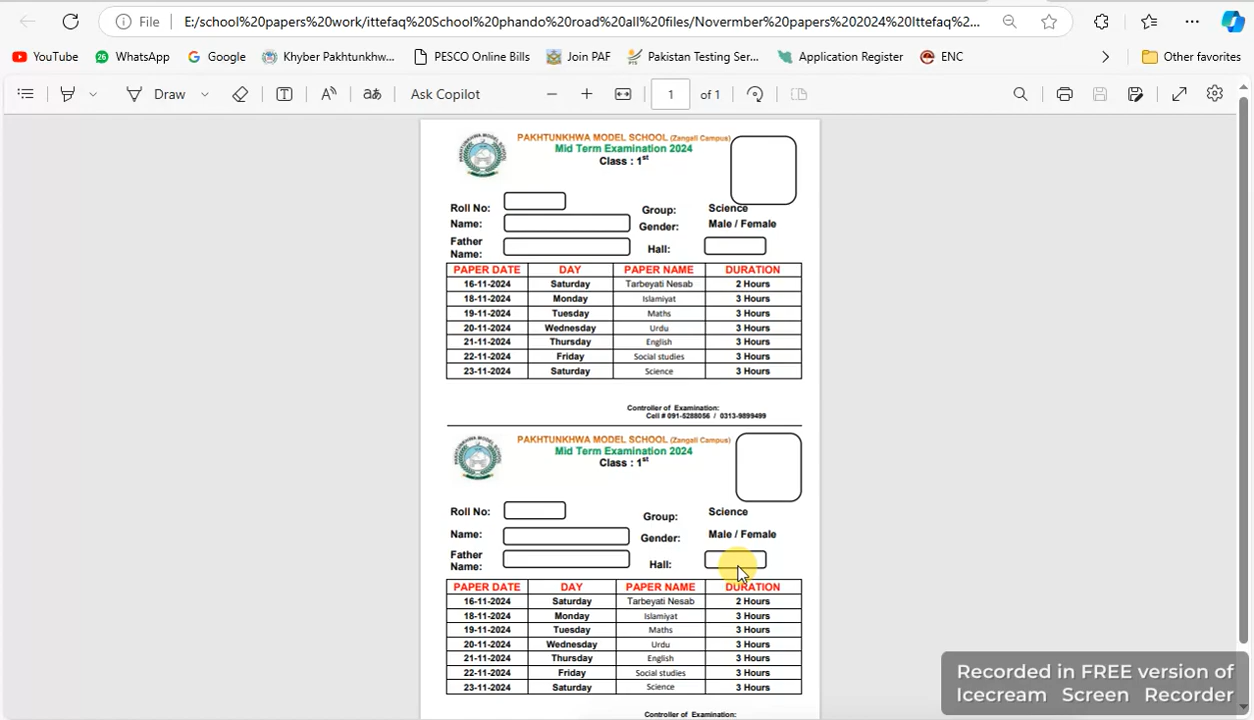 File E:/school%20papers%20work/ittefaq%20School%20phando%20road%20all%20files/Novermber%20papers%202024%20Ittefaq%2...
YouTube WhatsApp Google Khyber Pakhtunkhw... PESCO Online Bills Join PAF Pakistan Testing Ser... Application Register ENC Other favorites
Draw Ask Copilot 1 of 1
PAKHTUNKHWA MODEL SCHOOL (Zangali Campus)
Mid Term Examination 2024
Class : 1st
Roll No: Group: Science
Name: Gender: Male / Female
Father Name: Hall:
PAPER DATE DAY PAPER NAME DURATION
16-11-2024 Saturday Tarbeyati Nesab 2 Hours
18-11-2024 Monday Islamiyat 3 Hours
19-11-2024 Tuesday Maths 3 Hours
20-11-2024 Wednesday Urdu 3 Hours
21-11-2024 Thursday English 3 Hours
22-11-2024 Friday Social studies 3 Hours
23-11-2024 Saturday Science 3 Hours
Controller of Examination:
Cell # 091-5288056 / 0313-9899499
PAKHTUNKHWA MODEL SCHOOL (Zangali Campus)
Mid Term Examination 2024
Class : 1st
Roll No: Group: Science
Name: Gender: Male / Female
Father Name: Hall:
PAPER DATE DAY PAPER NAME DURATION
16-11-2024 Saturday Tarbeyati Nesab 2 Hours
18-11-2024 Monday Islamiyat 3 Hours
19-11-2024 Tuesday Maths 3 Hours
20-11-2024 Wednesday Urdu 3 Hours
21-11-2024 Thursday English 3 Hours
22-11-2024 Friday Social studies 3 Hours
23-11-2024 Saturday Science 3 Hours
Controller of Examination:
Recorded in FREE version of
Icecream Screen Recorder